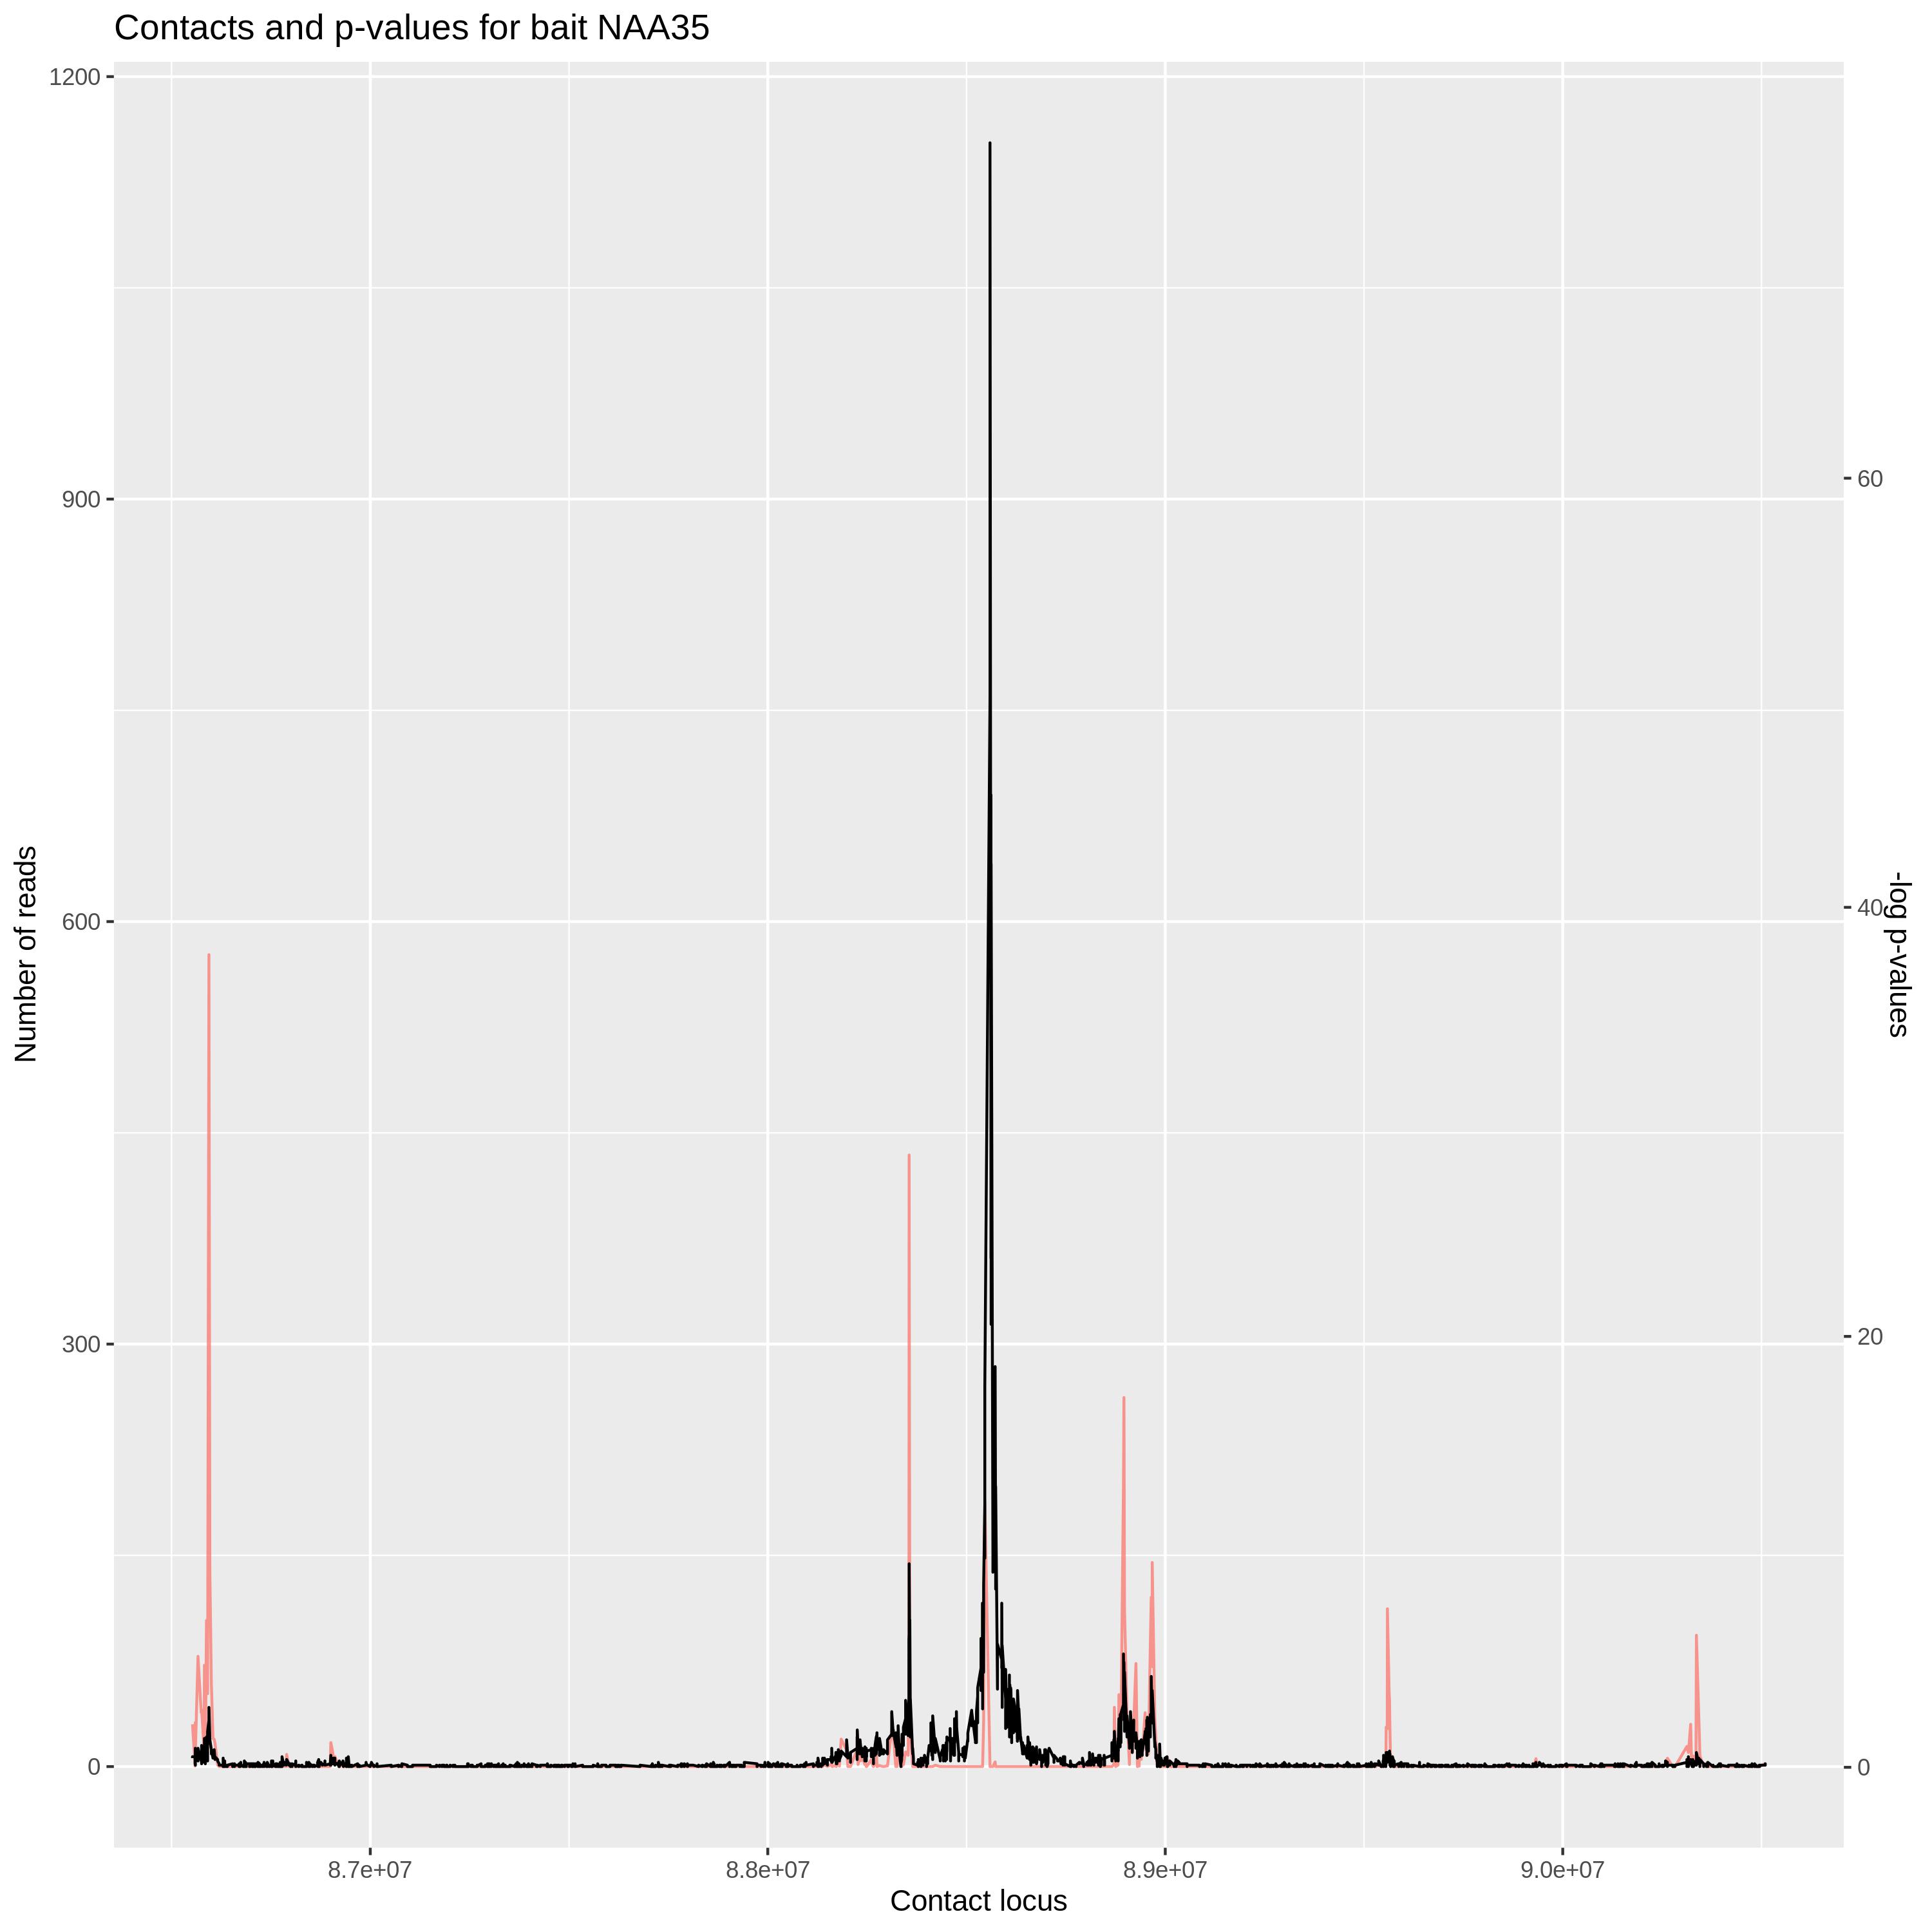 Contacts and p-values for bait NAA35
1200
900
600
300
0
Number of reads
60
40
20
0
-log p-values
8.7e+07
8.8e+07
8.9e+07
9.0e+07
Contact locus